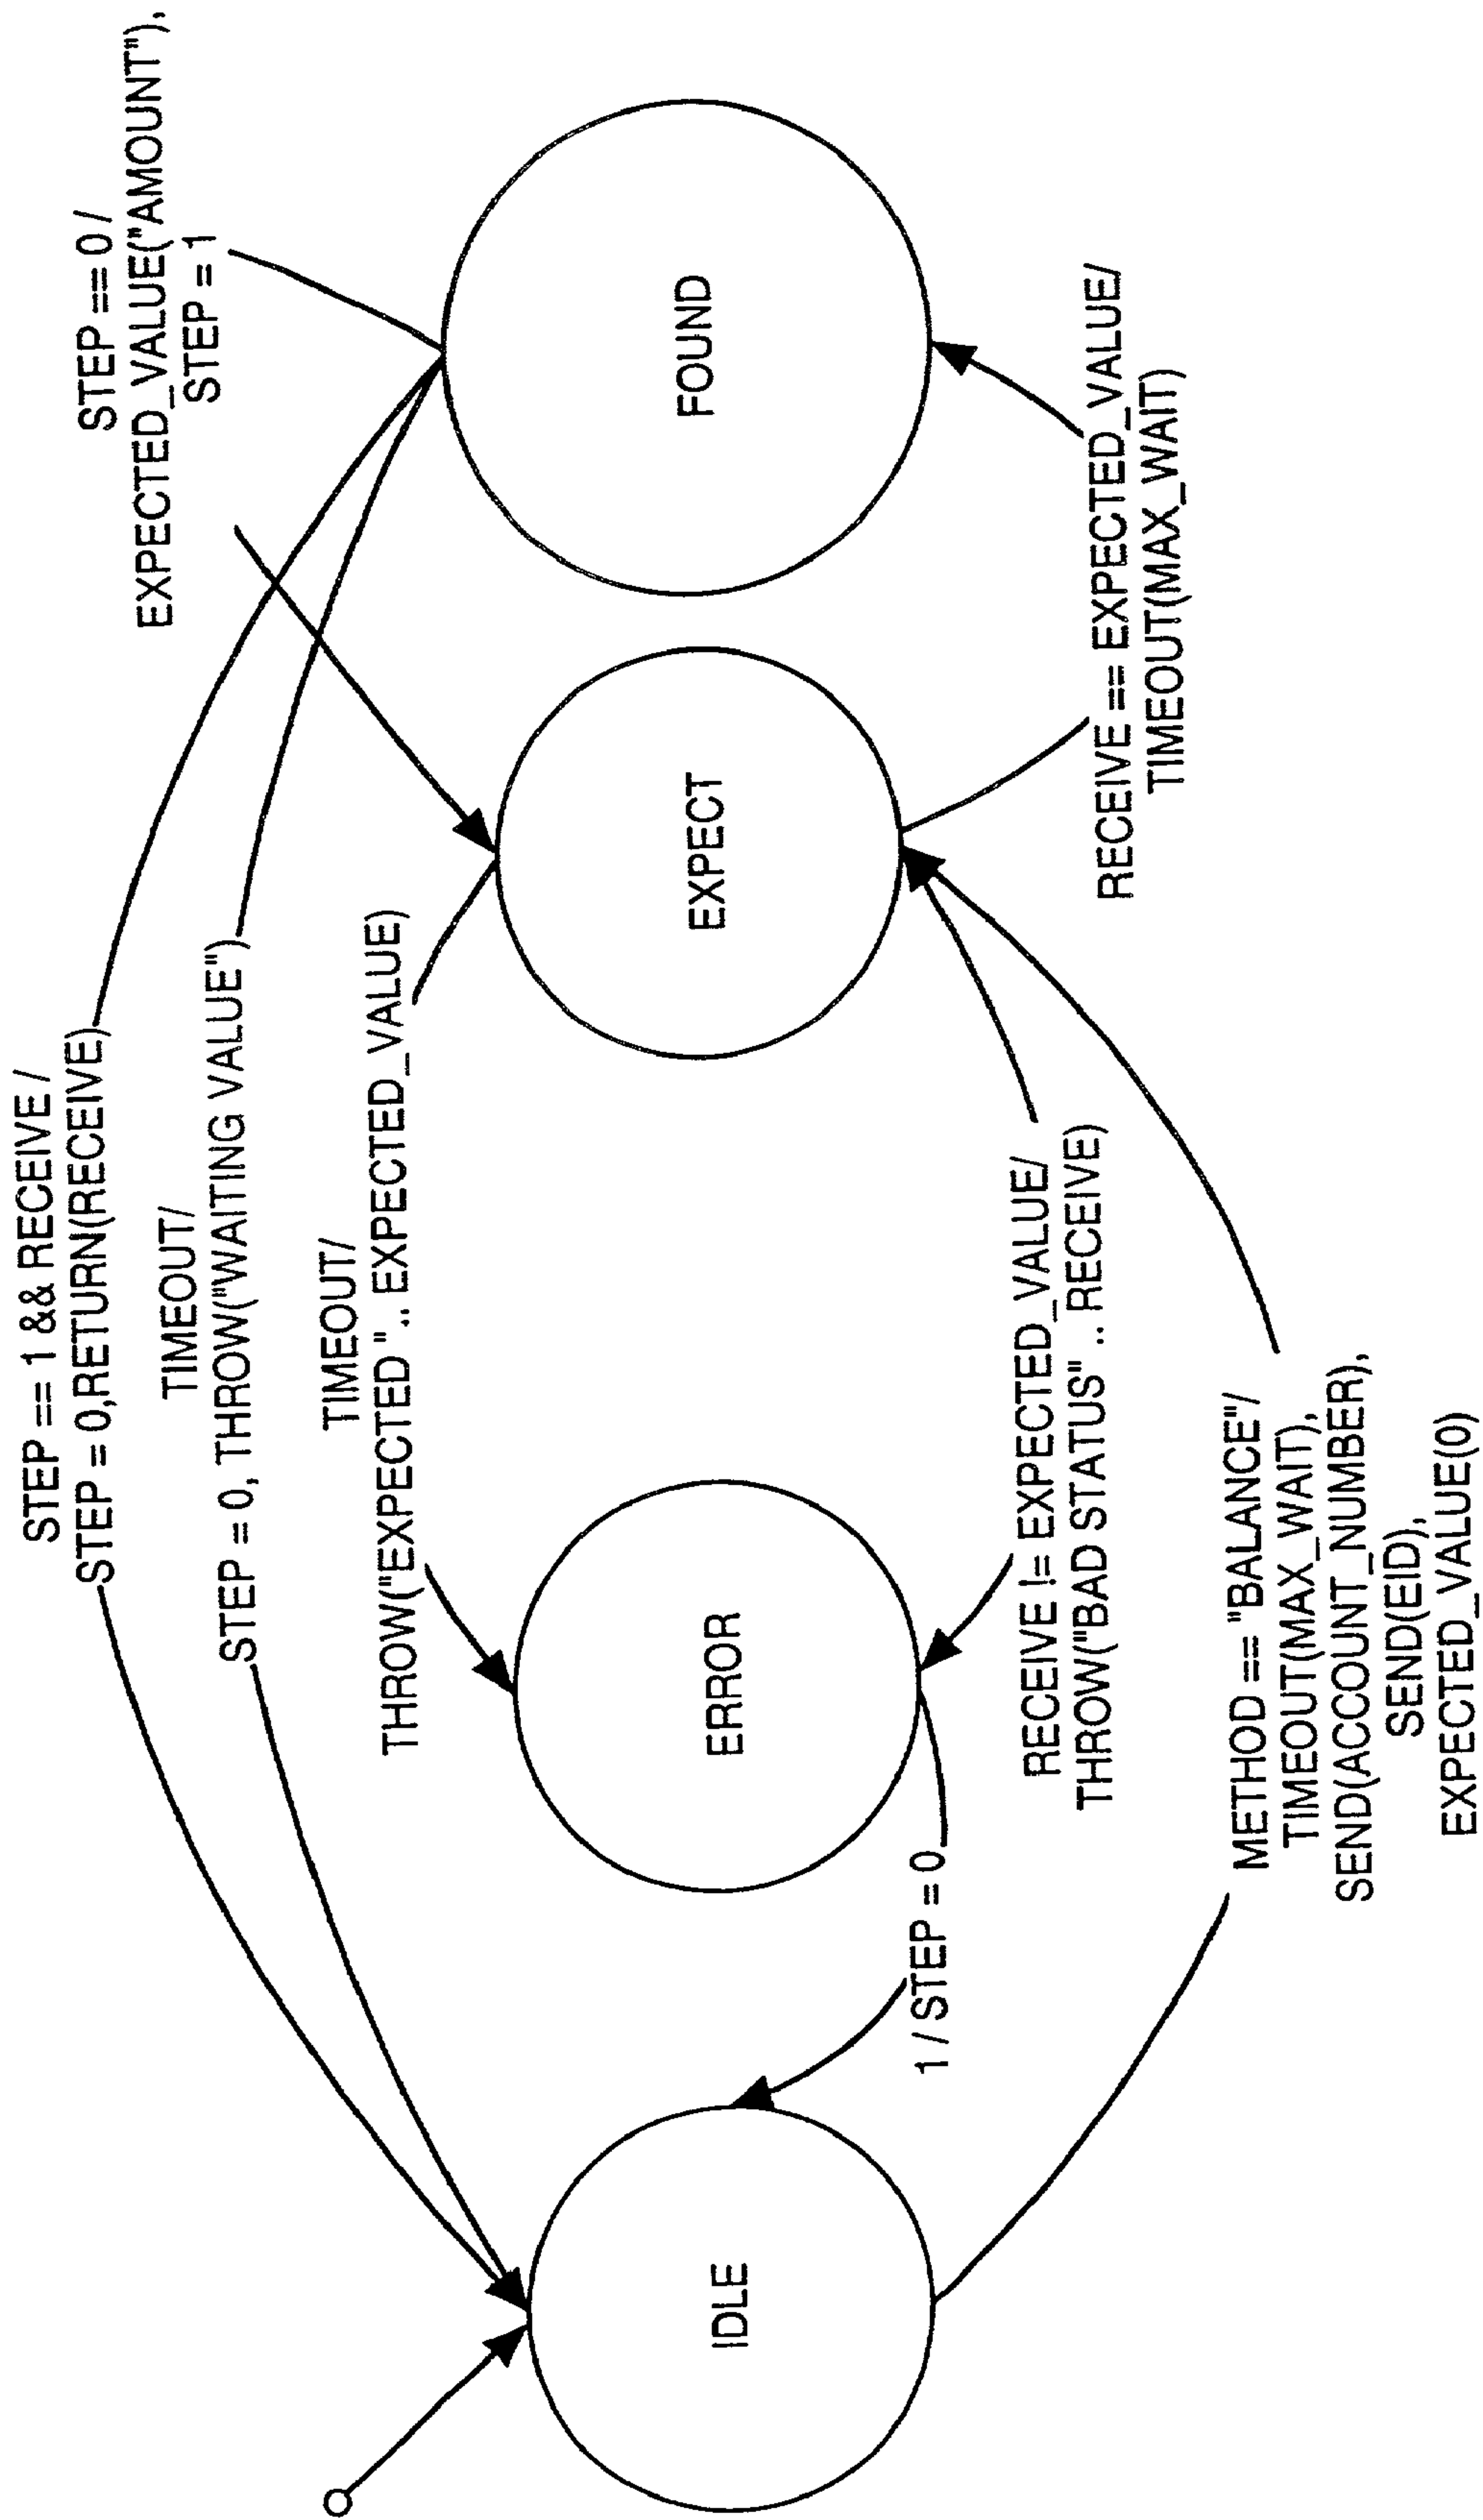 STEP == 0 /
EXPECTED_VALUE("AMOUNT"),
STEP = 1
STEP == 1 && RECEIVE /
STEP = 0,RETURN(RECEIVE)
TIMEOUT/
STEP = 0, THROW("WAITING VALUE")
TIMEOUT/
THROW("EXPECTED" .. EXPECTED_VALUE)
IDLE
ERROR
EXPECT
FOUND
1/ STEP = 0
RECEIVE != EXPECTED_VALUE/
THROW("BAD STATUS" .. RECEIVE)
RECEIVE == EXPECTED_VALUE/
TIMEOUT(MAX_WAIT)
METHOD == "BALANCE"/
TIMEOUT(MAX_WAIT),
SEND(ACCOUNT_NUMBER),
SEND(EID),
EXPECTED_VALUE(0)